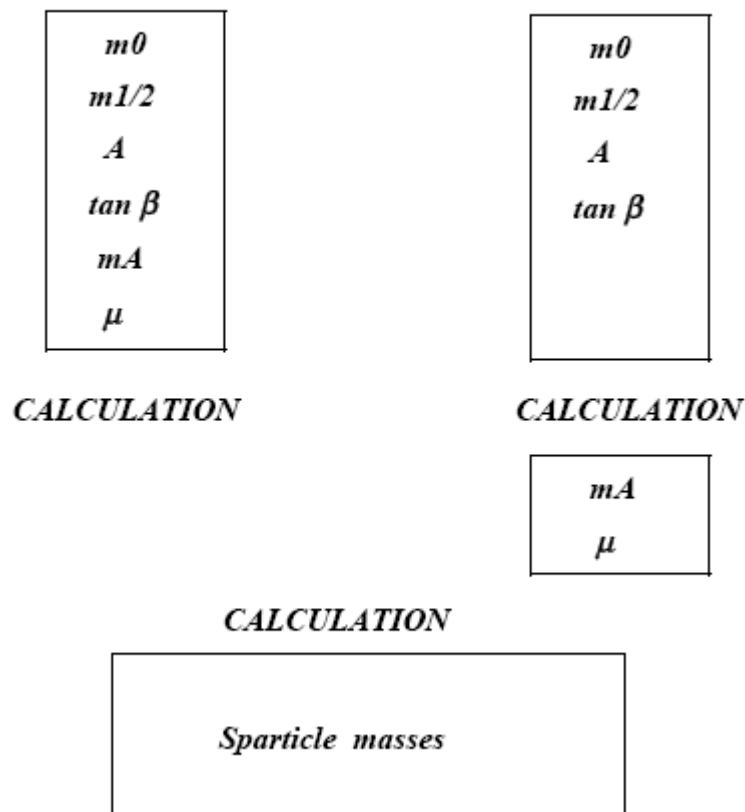 m0
m1/2
A
tan β
mA
μ
CALCULATION
m0
m1/2
A
tan β
CALCULATION
mA
μ
CALCULATION
Sparticle masses